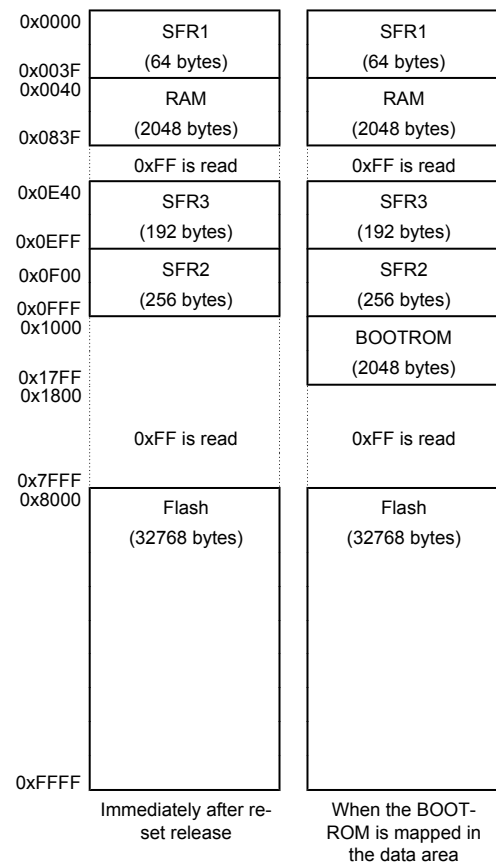 0x0000
0x003F
0x0040
0x083F
0x0E40
0x0EFF
0x0F00
0x0FFF
0x1000
0x17FF
0x1800
0x7FFF
0x8000
0xFFFF
SFR1
(64 bytes)
RAM
(2048 bytes)
0xFF is read
SFR3
(192 bytes)
SFR2
(256 bytes)
0xFF is read
Flash
(32768 bytes)
Immediately after re-
set release
SFR1
(64 bytes)
RAM
(2048 bytes)
0xFF is read
SFR3
(192 bytes)
SFR2
(256 bytes)
BOOTROM
(2048 bytes)
0xFF is read
Flash
(32768 bytes)
When the BOOT-
ROM is mapped in
the data area